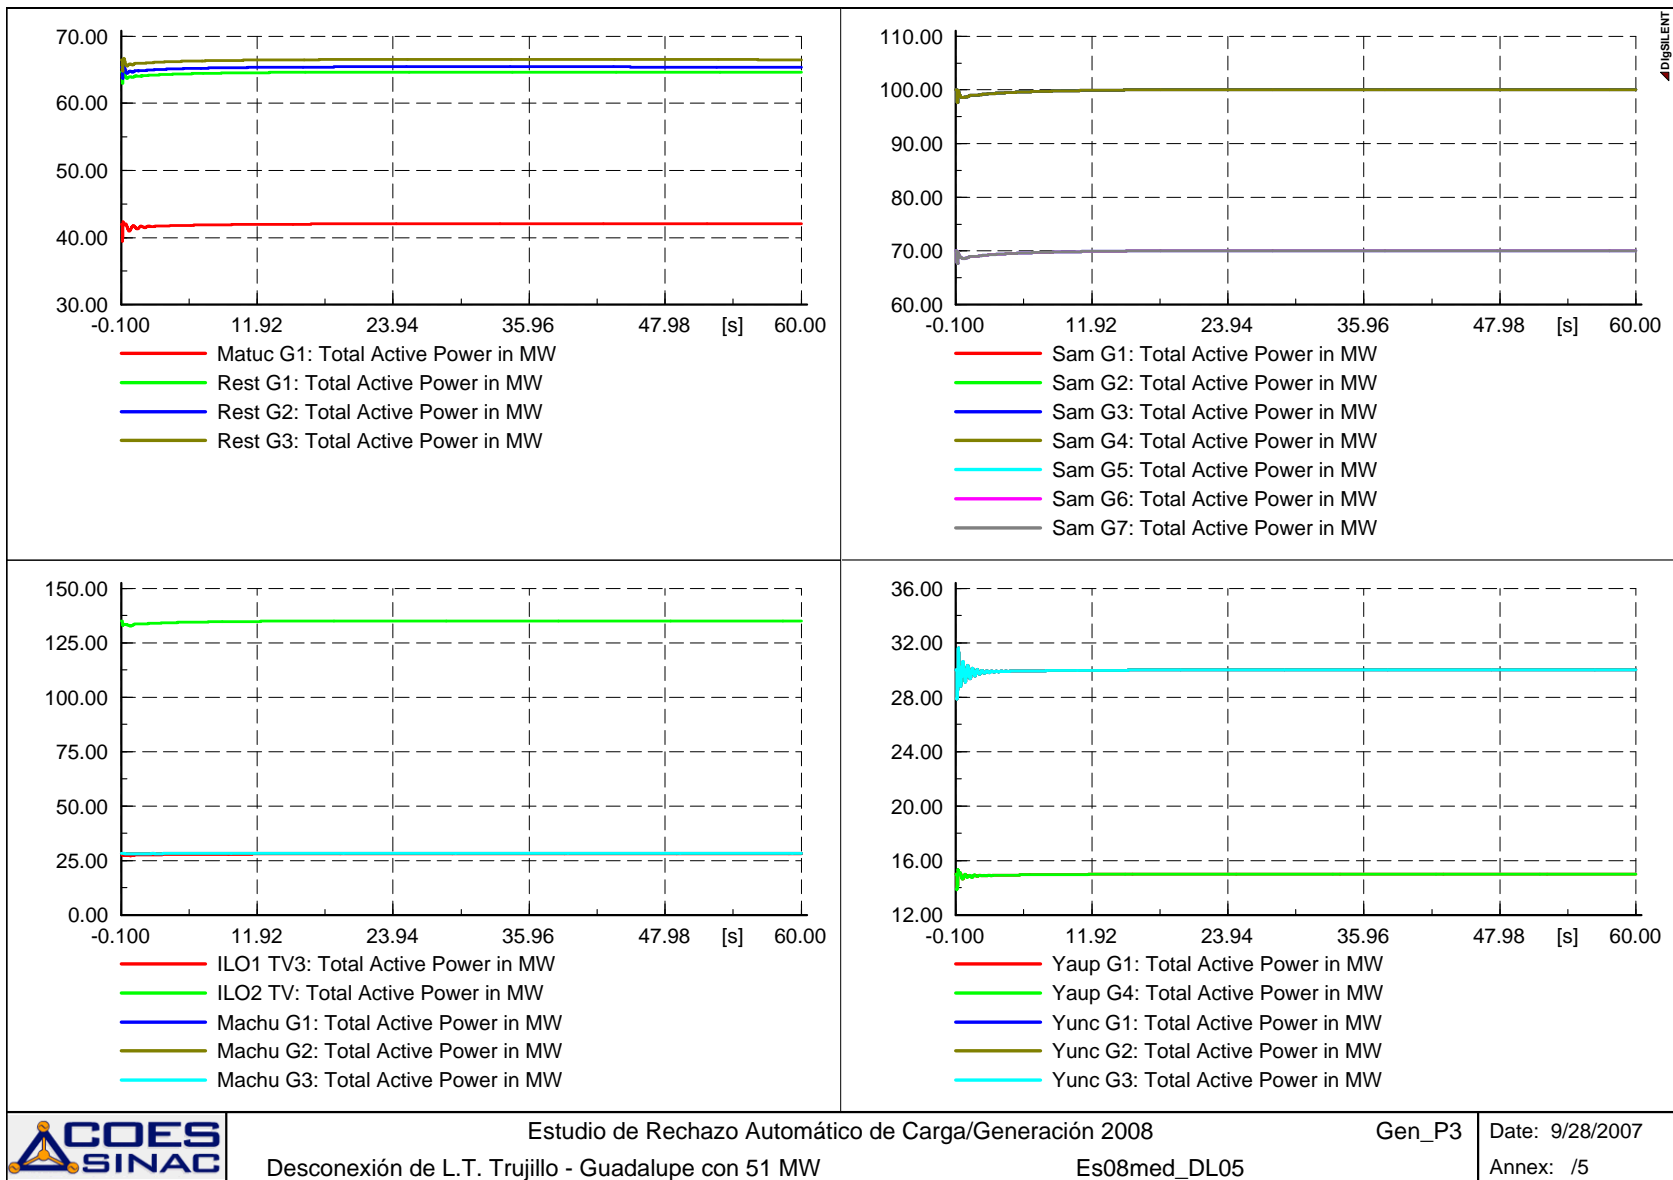 DIgSILENT
70.00
60.00
50.00
40.00
30.00
-0.100
11.92
23.94
35.96
47.98
[s]
60.00
Matuc G1: Total Active Power in MW
Rest G1: Total Active Power in MW
Rest G2: Total Active Power in MW
Rest G3: Total Active Power in MW
110.00
100.00
90.00
80.00
70.00
60.00
-0.100
11.92
23.94
35.96
47.98
[s]
60.00
Sam G1: Total Active Power in MW
Sam G2: Total Active Power in MW
Sam G3: Total Active Power in MW
Sam G4: Total Active Power in MW
Sam G5: Total Active Power in MW
Sam G6: Total Active Power in MW
Sam G7: Total Active Power in MW
150.00
125.00
100.00
75.00
50.00
25.00
0.00
-0.100
11.92
23.94
35.96
47.98
[s]
60.00
ILO1 TV3: Total Active Power in MW
ILO2 TV: Total Active Power in MW
Machu G1: Total Active Power in MW
Machu G2: Total Active Power in MW
Machu G3: Total Active Power in MW
36.00
32.00
28.00
24.00
20.00
16.00
12.00
-0.100
11.92
23.94
35.96
47.98
[s]
60.00
Yaup G1: Total Active Power in MW
Yaup G4: Total Active Power in MW
Yunc G1: Total Active Power in MW
Yunc G2: Total Active Power in MW
Yunc G3: Total Active Power in MW
COES
SINAC
Estudio de Rechazo Automático de Carga/Generación 2008
Gen_P3
Desconexión de L.T. Trujillo - Guadalupe con 51 MW
Es08med_DL05
Date: 9/28/2007
Annex: /5